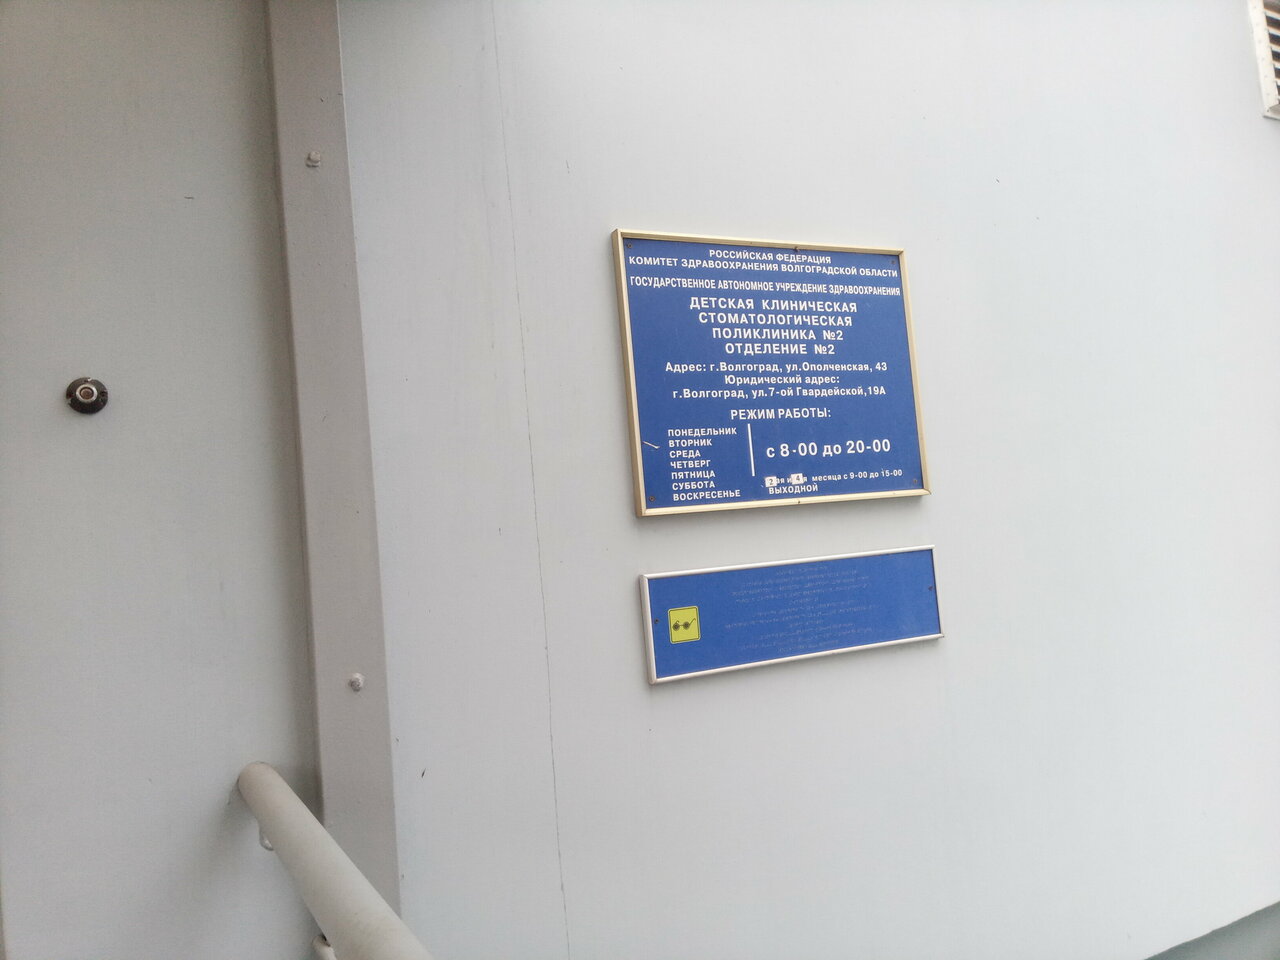 РОССИЙСКАЯ ФЕДЕРАЦИЯ
КОМИТЕТ ЗДРАВООХРАНЕНИЯ ВОЛГОГРАДСКОЙ ОБЛАСТИ
ГОСУДАРСТВЕННОЕ АВТОНОМНОЕ УЧРЕЖДЕНИЕ ЗДРАВООХРАНЕНИЯ
ДЕТСКАЯ КЛИНИЧЕСКАЯ
СТОМАТОЛОГИЧЕСКАЯ
ПОЛИКЛИНИКА №2
ОТДЕЛЕНИЕ №2
Адрес: г.Волгоград, ул.Ополченская, 43
Юридический адрес:
г.Волгоград, ул.7-ой Гвардейской,19А
РЕЖИМ РАБОТЫ:
ПОНЕДЕЛЬНИК
ВТОРНИК
СРЕДА
ЧЕТВЕРГ
ПЯТНИЦА
с 8-00 до 20-00
СУББОТА 2 ая и 4 я месяца с 9-00 до 15-00
ВОСКРЕСЕНЬЕ ВЫХОДНОЙ